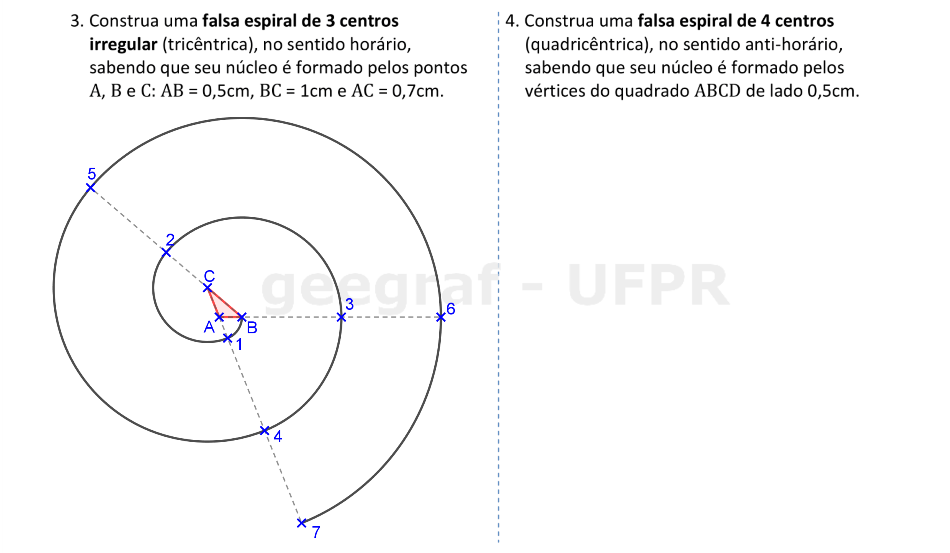 3. Construa uma falsa espiral de 3 centros
irregular (tricêntrica), no sentido horário,
sabendo que seu núcleo é formado pelos pontos
A, B e C: AB = 0,5cm, BC = 1cm e AC = 0,7cm.
5
2
C
3
6
A
B
1
4
7
4. Construa uma falsa espiral de 4 centros
(quadricêntrica), no sentido anti-horário,
sabendo que seu núcleo é formado pelos
vértices do quadrado ABCD de lado 0,5cm.
geegraf - UFPR